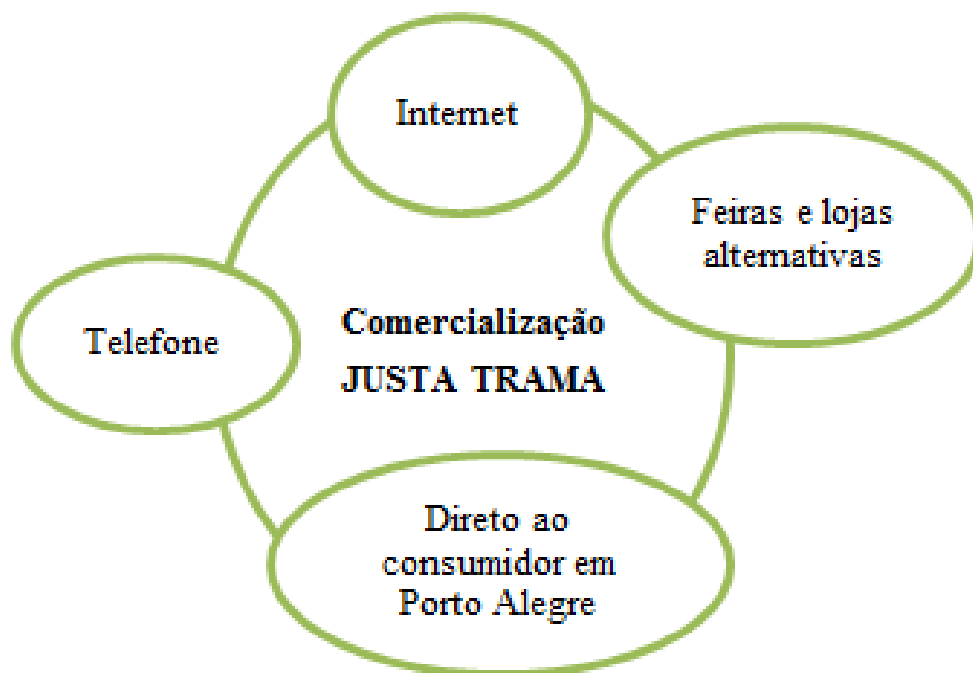 Internet
Feiras e lojas
alternativas
Telefone
Comercialização
JUSTA TRAMA
Direto ao
consumidor em
Porto Alegre